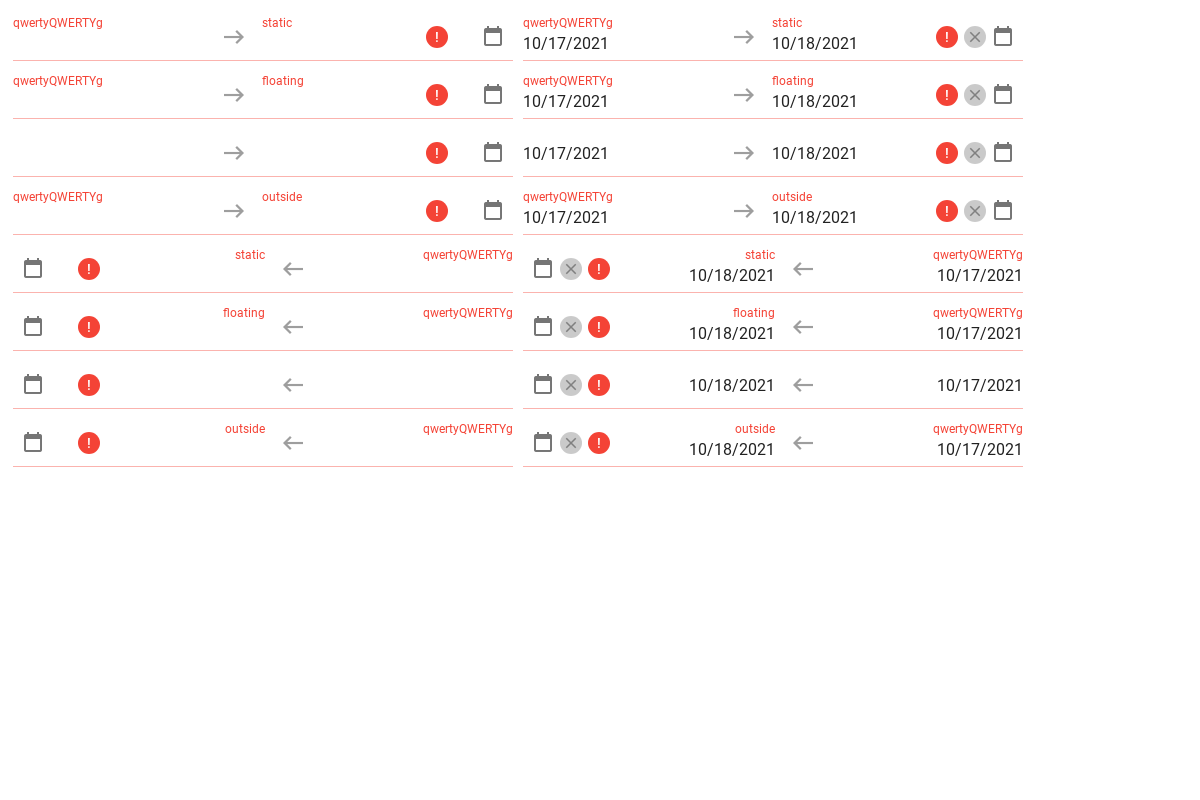 qwertyQWERTYg static qwertyQWERTYg static
10/17/2021 10/18/2021
qwertyQWERTYg floating qwertyQWERTYg floating
10/17/2021 10/18/2021
10/17/2021 10/18/2021
qwertyQWERTYg outside qwertyQWERTYg outside
10/17/2021 10/18/2021
static qwertyQWERTYg static qwertyQWERTYg
10/18/2021 10/17/2021
floating qwertyQWERTYg floating qwertyQWERTYg
10/18/2021 10/17/2021
10/18/2021 10/17/2021
outside qwertyQWERTYg outside qwertyQWERTYg
10/18/2021 10/17/2021